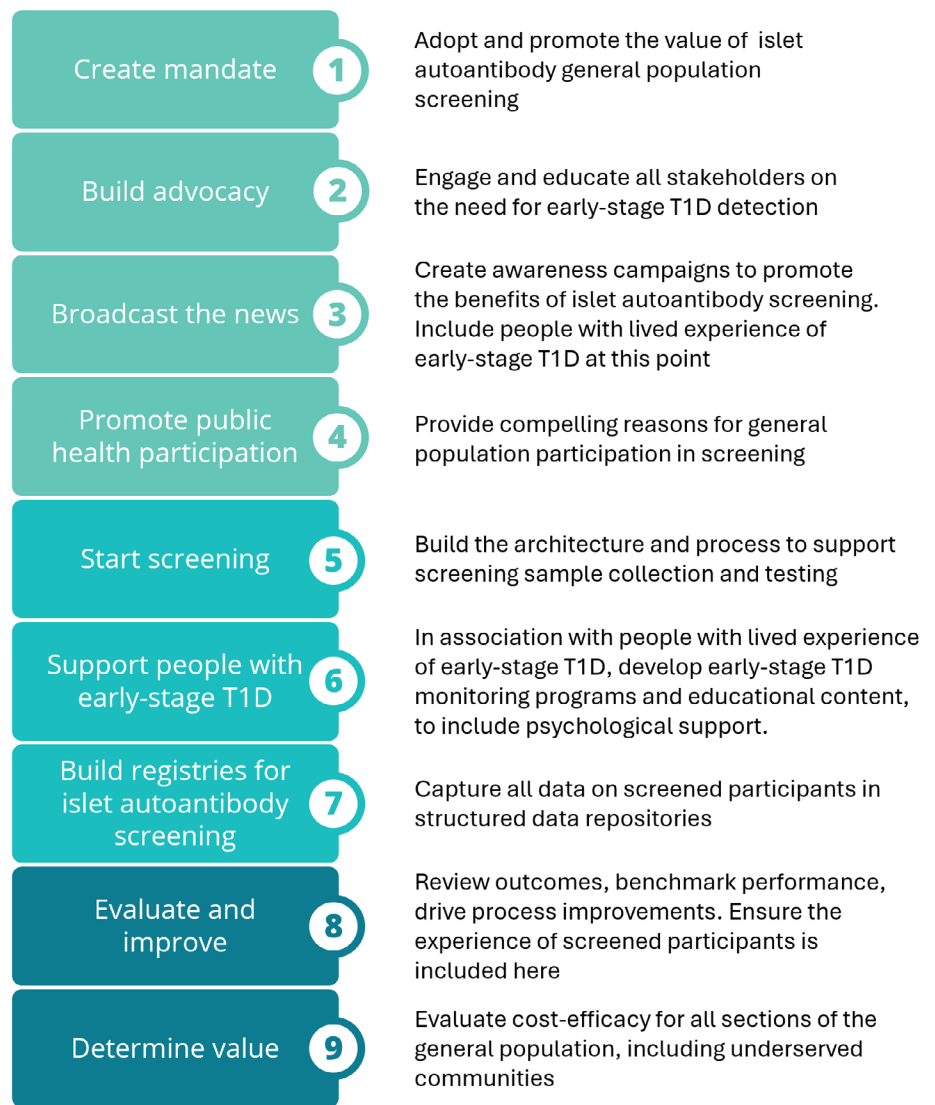 Create mandate
1
Adopt and promote the value of islet
autoantibody general population
screening
Build advocacy
2
Engage and educate all stakeholders on
the need for early-stage T1D detection
Broadcast the news
3
Create awareness campaigns to promote
the benefits of islet autoantibody screening.
Include people with lived experience of
early-stage T1D at this point
Promote public
health participation
4
Provide compelling reasons for general
population participation in screening
Start screening
5
Build the architecture and process to support
screening sample collection and testing
Support people with
early-stage T1D
6
In association with people with lived experience
of early-stage T1D, develop early-stage T1D
monitoring programs and educational content,
to include psychological support.
Build registries for
islet autoantibody
screening
7
Capture all data on screened participants in
structured data repositories
Evaluate and
improve
8
Review outcomes, benchmark performance,
drive process improvements. Ensure the
experience of screened participants is
included here
Determine value
9
Evaluate cost-efficacy for all sections of the
general population, including underserved
communities